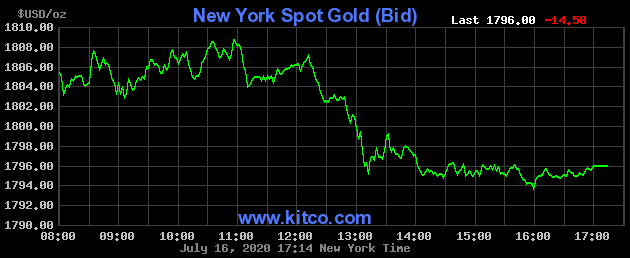 $USD/oz
New York Spot Gold (Bid)
Last 1796.00 -14.50
1810.00
1808.00
1806.00
1804.00
1802.00
1800.00
1798.00
1796.00
1794.00
1792.00
1790.00
www.kitco.com
08:00 09:00 10:00 11:00 12:00 13:00 14:00 15:00 16:00 17:00
July 16, 2020 17:14 New York Time